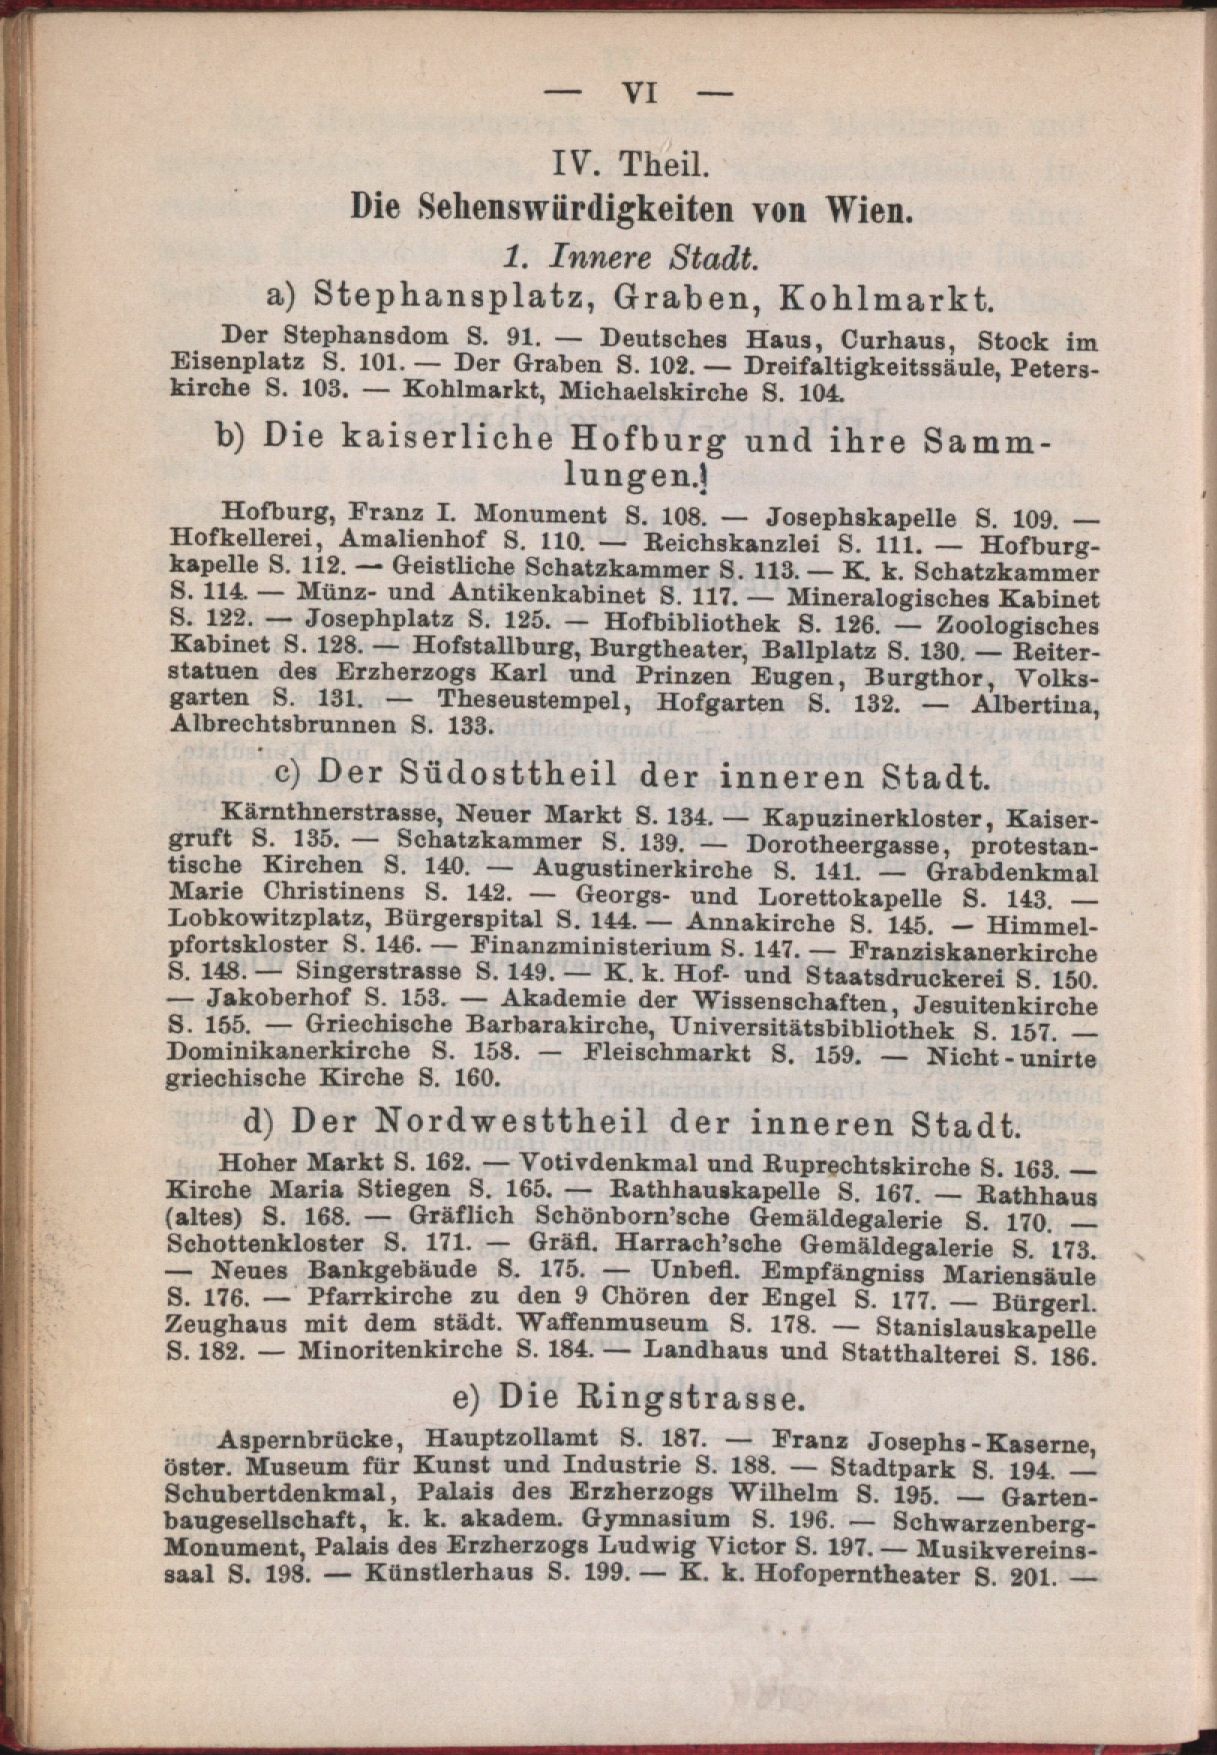 — VI —
IV. Theil.
Die Sehenswürdigkeiten von Wien.
1. Innere Stadt.
a) Stephansplatz, Graben, Kohlmarkt.
Der Stephansdom S. 91. — Deutsches Haus, Curhaus, Stock im
Eisenplatz S. 101. — Der Graben S. 102. — Dreifaltigkeitssäule, Peters-
kirche S. 103. — Kohlmarkt, Michaelskirche S. 104.
b) Die kaiserliche Hofburg und ihre Samm-
lungen.
Hofburg, Franz I. Monument S. 108. — Josephskapelle S. 109. —
Hofkellerei, Amalienhof S. 110. — Reichskanzlei S. 111. — Hofburg-
kapelle S. 112. — Geistliche Schatzkammer S. 113. — K. k. Schatzkammer
S. 114. — Münz- und Antikenkabinet S. 117. — Mineralogisches Kabinet
S. 122. — Josephplatz S. 125. — Hofbibliothek S. 126. — Zoologisches
Kabinet S. 128. — Hofstallburg, Burgtheater, Ballplatz S. 130. — Reiter-
statuen des Erzherzogs Karl und Prinzen Eugen, Burgthor, Volks-
garten S. 131. — Theseustempel, Hofgarten S. 132. — Albertina,
Albrechtsbrunnen S. 133.
c) Der Südosttheil der inneren Stadt.
Kärnthnerstrasse, Neuer Markt S. 134. — Kapuzinerkloster, Kaiser-
gruft S. 135. — Schatzkammer S. 139. — Dorotheergasse, protestan-
tische Kirchen S. 140. — Augustinerkirche S. 141. — Grabdenkmal
Marie Christinens S. 142. — Georgs- und Lorettokapelle S. 143. —
Lobkowitzplatz, Bürgerspital S. 144. — Annakirche S. 145. — Himmel-
pfortskloster S. 146. — Finanzministerium S. 147. — Franziskanerkirche
S. 148. — Singerstrasse S. 149. — K. k. Hof- und Staatsdruckerei S. 150.
— Jakoberhof S. 153. — Akademie der Wissenschaften, Jesuitenkirche
S. 155. — Griechische Barbarakirche, Universitätsbibliothek S. 157. —
Dominikanerkirche S. 158. — Fleischmarkt S. 159. — Nicht-unirte
griechische Kirche S. 160.
d) Der Nordwesttheil der inneren Stadt.
Hoher Markt S. 162. — Votivdenkmal und Ruprechtskirche S. 163. —
Kirche Maria Stiegen S. 165. — Rathhauskapelle S. 167. — Rathhaus
(altes) S. 168. — Gräflich Schönborn'sche Gemäldegalerie S. 170. —
Schottenkloster S. 171. — Gräfl. Harrach'sche Gemäldegalerie S. 173.
— Neues Bankgebäude S. 175. — Unbefl. Empfängniss Mariensäule
S. 176. — Pfarrkirche zu den 9 Chören der Engel S. 177. — Bürgerl.
Zeughaus mit dem städt. Waffenmuseum S. 178. — Stanislauskapelle
S. 182. — Minoritenkirche S. 184. — Landhaus und Statthalterei S. 186.
e) Die Ringstrasse.
Aspernbrücke, Hauptzollamt S. 187. — Franz Josephs-Kaserne,
öster. Museum für Kunst und Industrie S. 188. — Stadtpark S. 194. —
Schubertdenkmal, Palais des Erzherzogs Wilhelm S. 195. — Garten-
baugesellschaft, k. k. akadem. Gymnasium S. 196. — Schwarzenberg-
Monument, Palais des Erzherzogs Ludwig Victor S. 197. — Musikvereins-
saal S. 198. — Künstlerhaus S. 199. — K. k. Hofoperntheater S. 201. —